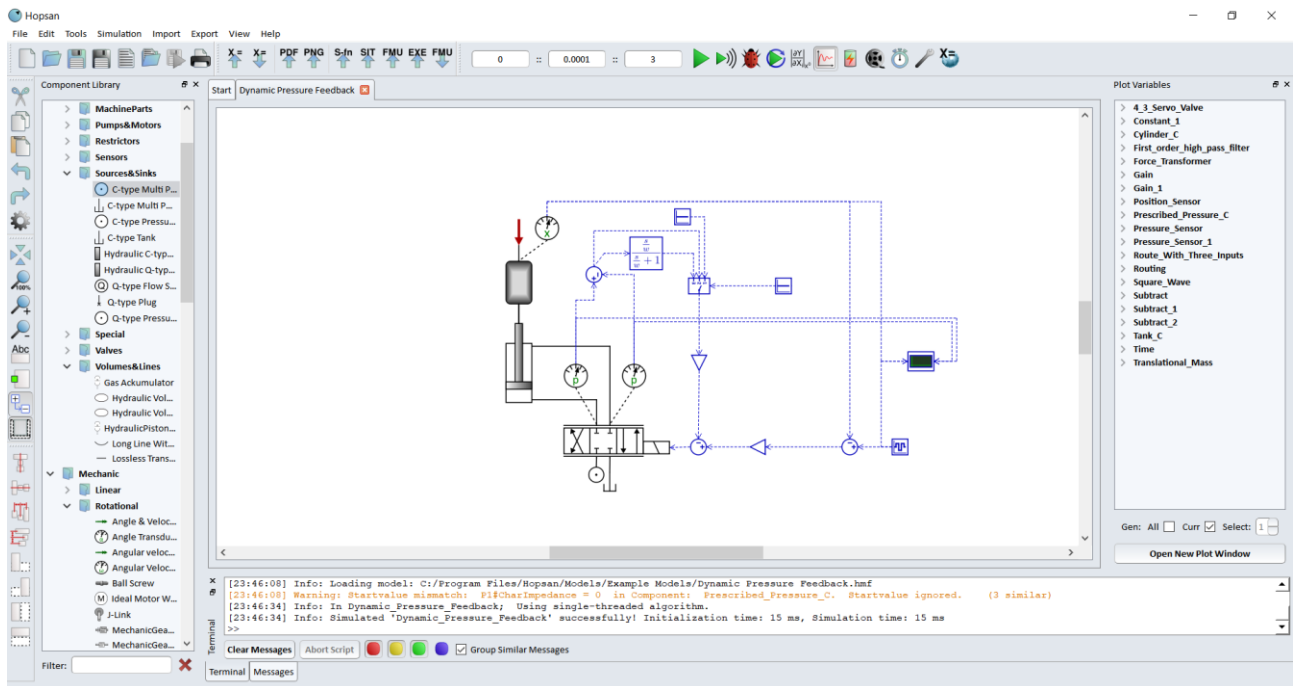 Hopsan
File Edit Tools Simulation Import Export View Help
X= X= PDF PNG S-fn SIT FMU EXE FMU 0 :: 0.0001 :: 3 X=
Component Library
Start Dynamic Pressure Feedback
Plot Variables
MachineParts
Pumps&Motors
Restrictors
Sensors
Sources&Sinks
C-type Multi P...
C-type Multi P...
C-type Pressu...
C-type Tank
Hydraulic C-typ...
Hydraulic Q-typ...
Q-type Flow S...
Q-type Plug
Q-type Pressu...
Special
Valves
Volumes&Lines
Gas Ackumulator
Hydraulic Vol...
Hydraulic Vol...
HydraulicPiston...
Long Line Wit...
Lossless Trans...
Mechanic
Linear
Rotational
Angle & Veloc...
Angle Transdu...
Angular veloc...
Angular Veloc...
Ball Screw
Ideal Motor W...
J-Link
MechanicGea...
MechanicGea...
Filter:
100%
Abc
x
s
w
s
w + 1
p p
4_3_Servo_Valve
Constant_1
Cylinder_C
First_order_high_pass_filter
Force_Transformer
Gain
Gain_1
Position_Sensor
Prescribed_Pressure_C
Pressure_Sensor
Pressure_Sensor_1
Route_With_Three_Inputs
Routing
Square_Wave
Subtract
Subtract_1
Subtract_2
Tank_C
Time
Translational_Mass
Gen: All Curr Select: 1
Open New Plot Window
Terminal
[23:46:08] Info: Loading model: C:/Program Files/Hopsan/Models/Example Models/Dynamic Pressure Feedback.hmf
[23:46:08] Warning: Startvalue mismatch: P1#CharImpedance = 0 in Component: Prescribed_Pressure_C. Startvalue ignored. (3 similar)
[23:46:34] Info: In Dynamic_Pressure_Feedback; Using single-threaded algorithm.
[23:46:34] Info: Simulated 'Dynamic_Pressure_Feedback' successfully! Initialization time: 15 ms, Simulation time: 15 ms
>>
Clear Messages Abort Script Group Similar Messages
Terminal Messages